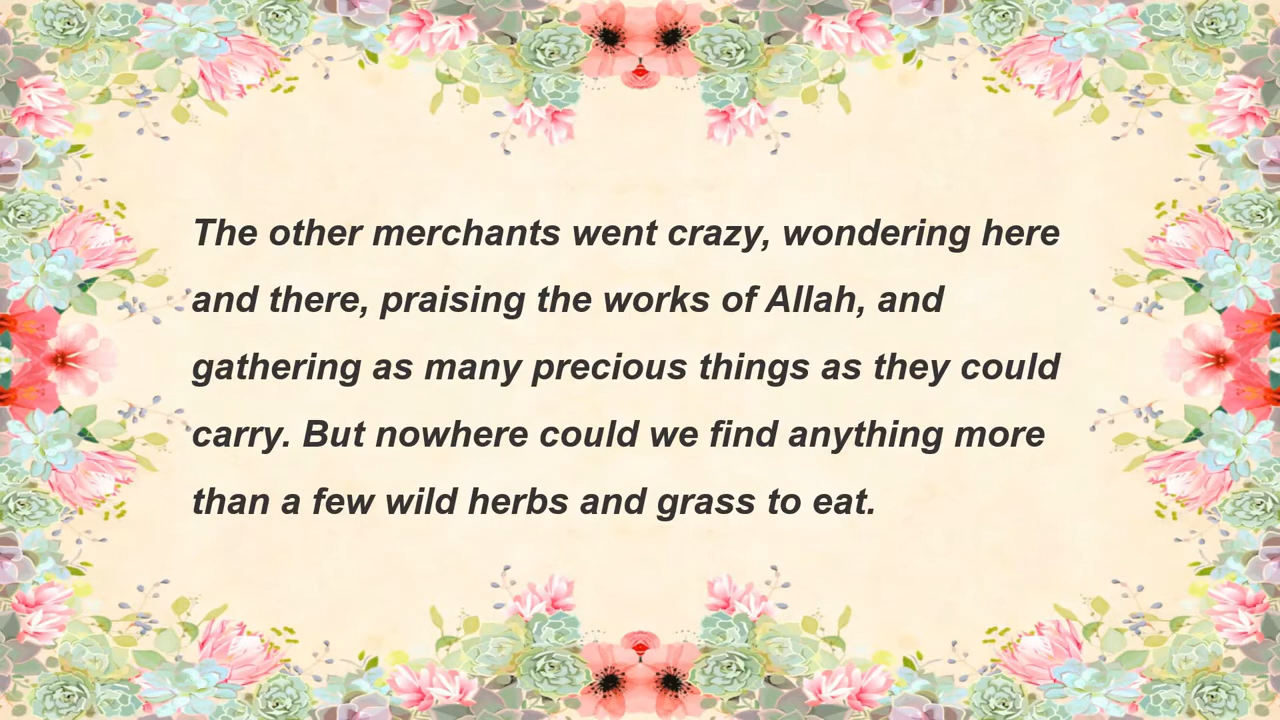 The other merchants went crazy, wondering here
and there, praising the works of Allah, and
gathering as many precious things as they could
carry. But nowhere could we find anything more
than a few wild herbs and grass to eat.